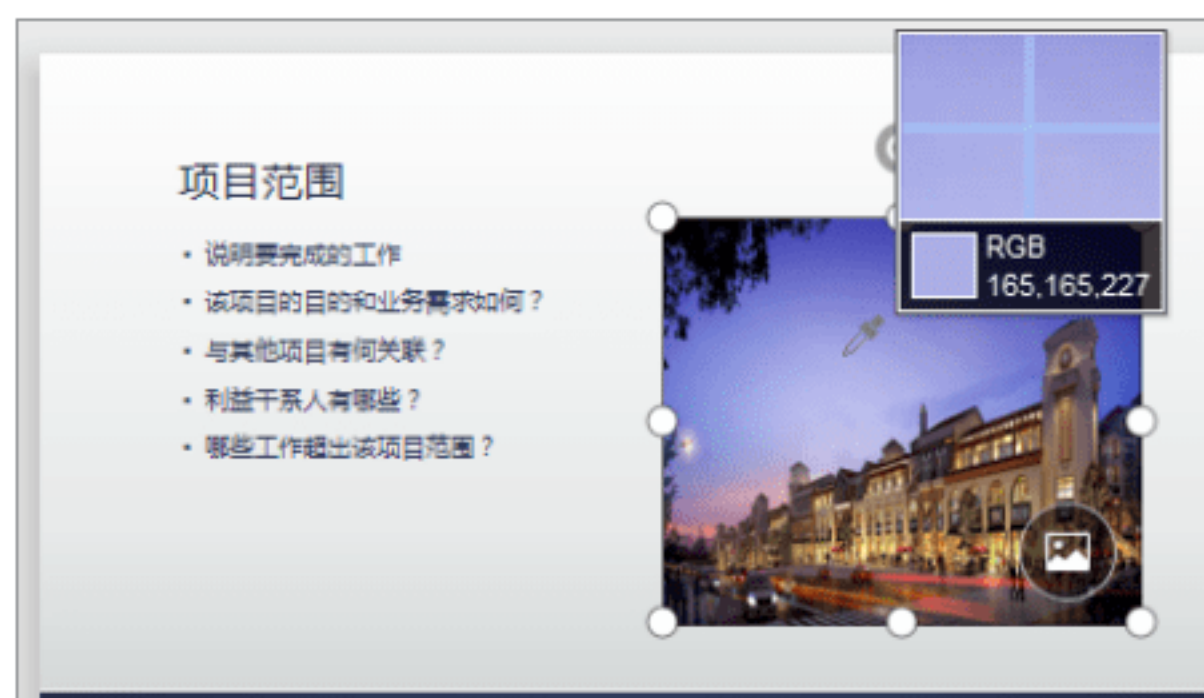 项目范围
• 说明要完成的工作
• 该项目的目的和业务需求如何？
• 与其他项目有何关联？
• 利益干系人有哪些？
• 哪些工作超出该项目范围？
RGB
165,165,227